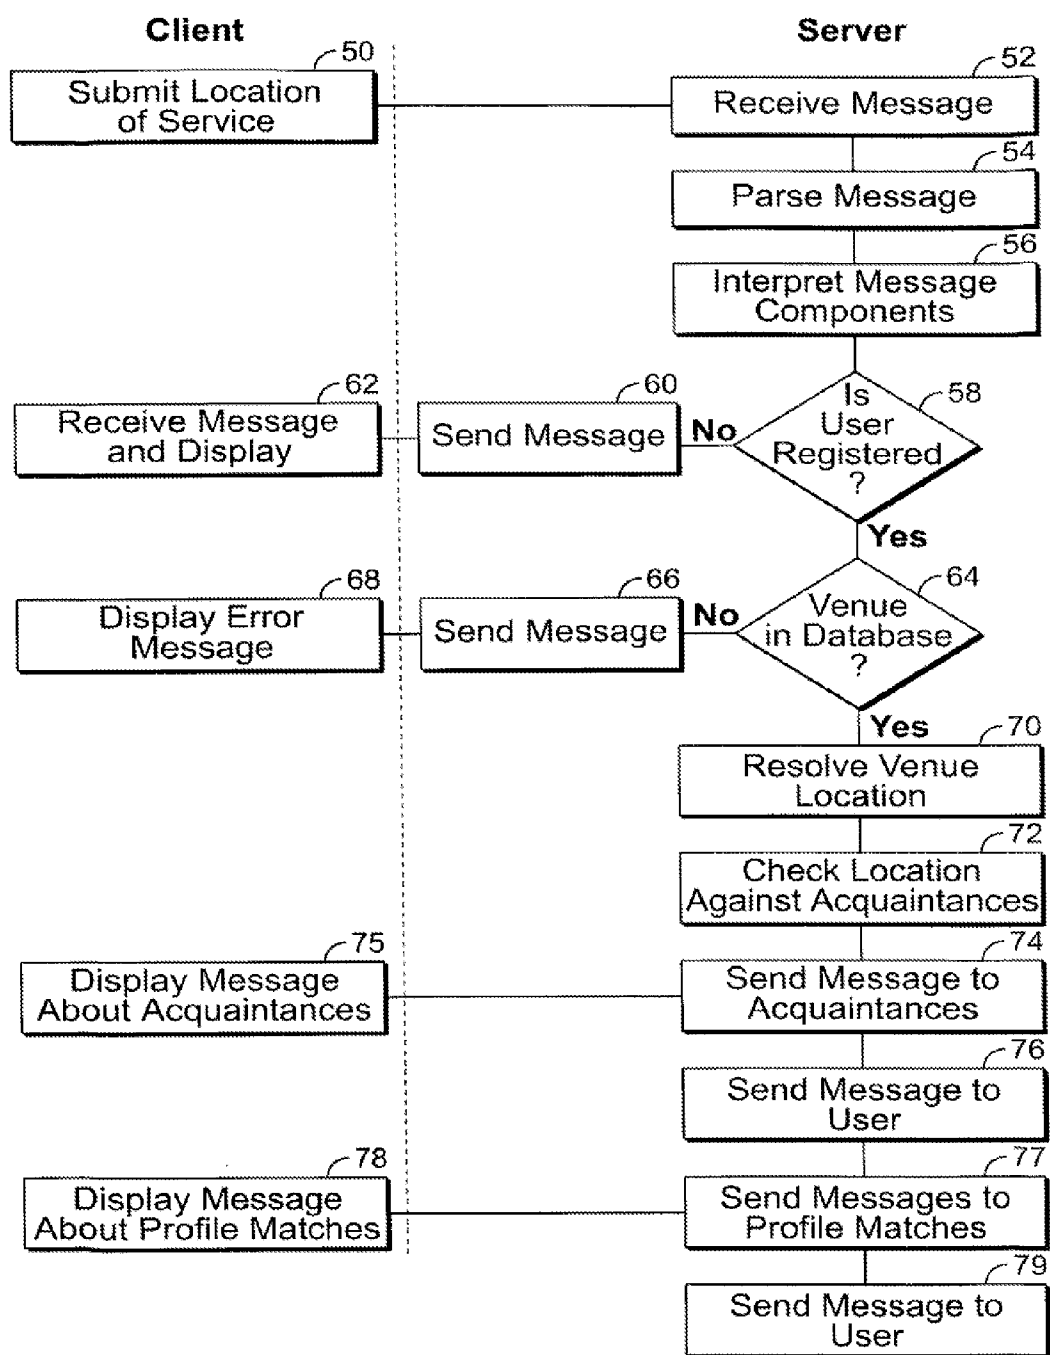 Client
Server
50
Submit Location
of Service
52
Receive Message
54
Parse Message
56
Interpret Message
Components
58
Is
User
Registered
?
No
60
Send Message
62
Receive Message
and Display
Yes
64
Venue
in Database
?
No
66
Send Message
68
Display Error
Message
Yes
70
Resolve Venue
Location
72
Check Location
Against Acquaintances
74
Send Message to
Acquaintances
75
Display Message
About Acquaintances
76
Send Message to
User
77
Send Messages to
Profile Matches
78
Display Message
About Profile Matches
79
Send Message to
User